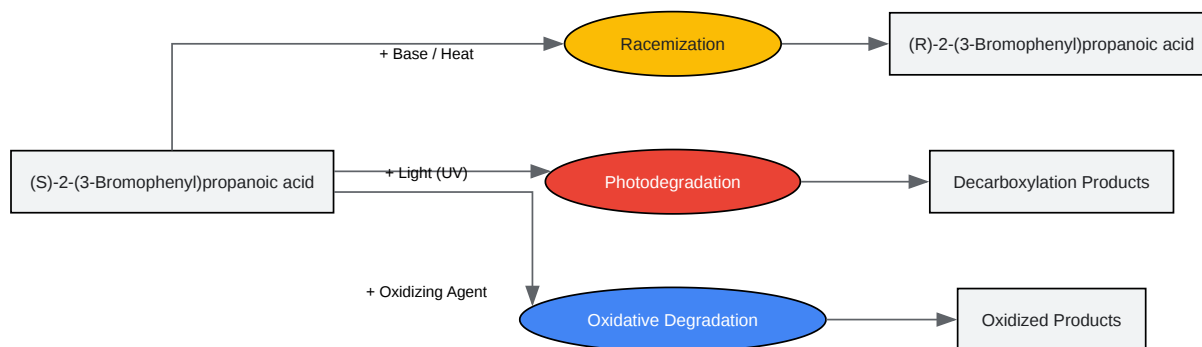 + Base / Heat
Racemization
(R)-2-(3-Bromophenyl)propanoic acid
(S)-2-(3-Bromophenyl)propanoic acid
+ Light (UV)
Photodegradation
Decarboxylation Products
+ Oxidizing Agent
Oxidative Degradation
Oxidized Products